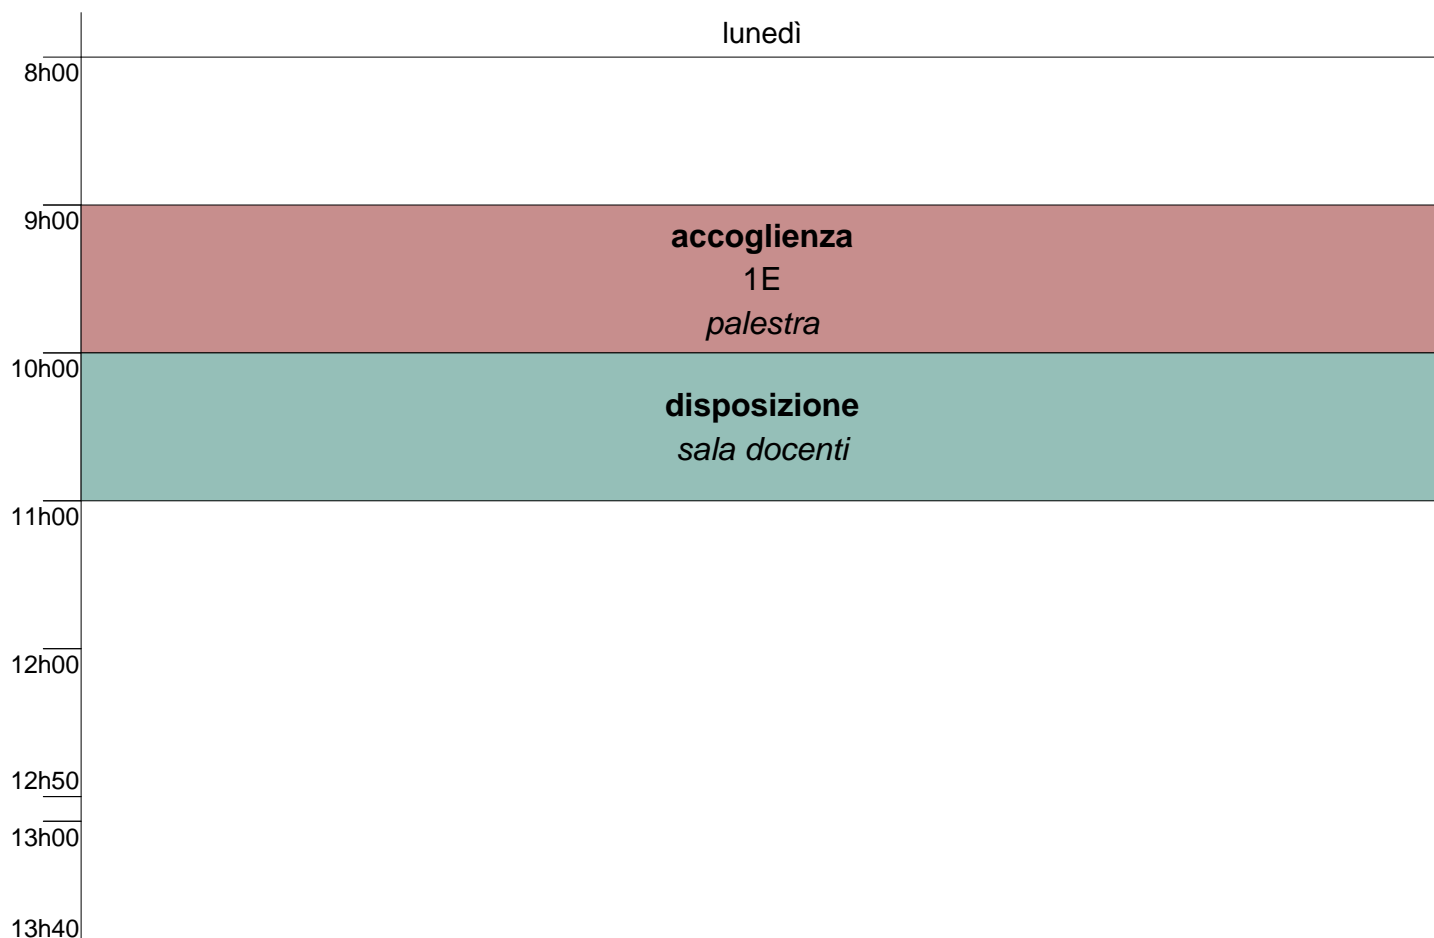 lunedì
8h00
9h00
accoglienza
1E
palestra
10h00
disposizione
sala docenti
11h00
12h00
12h50
13h00
13h40